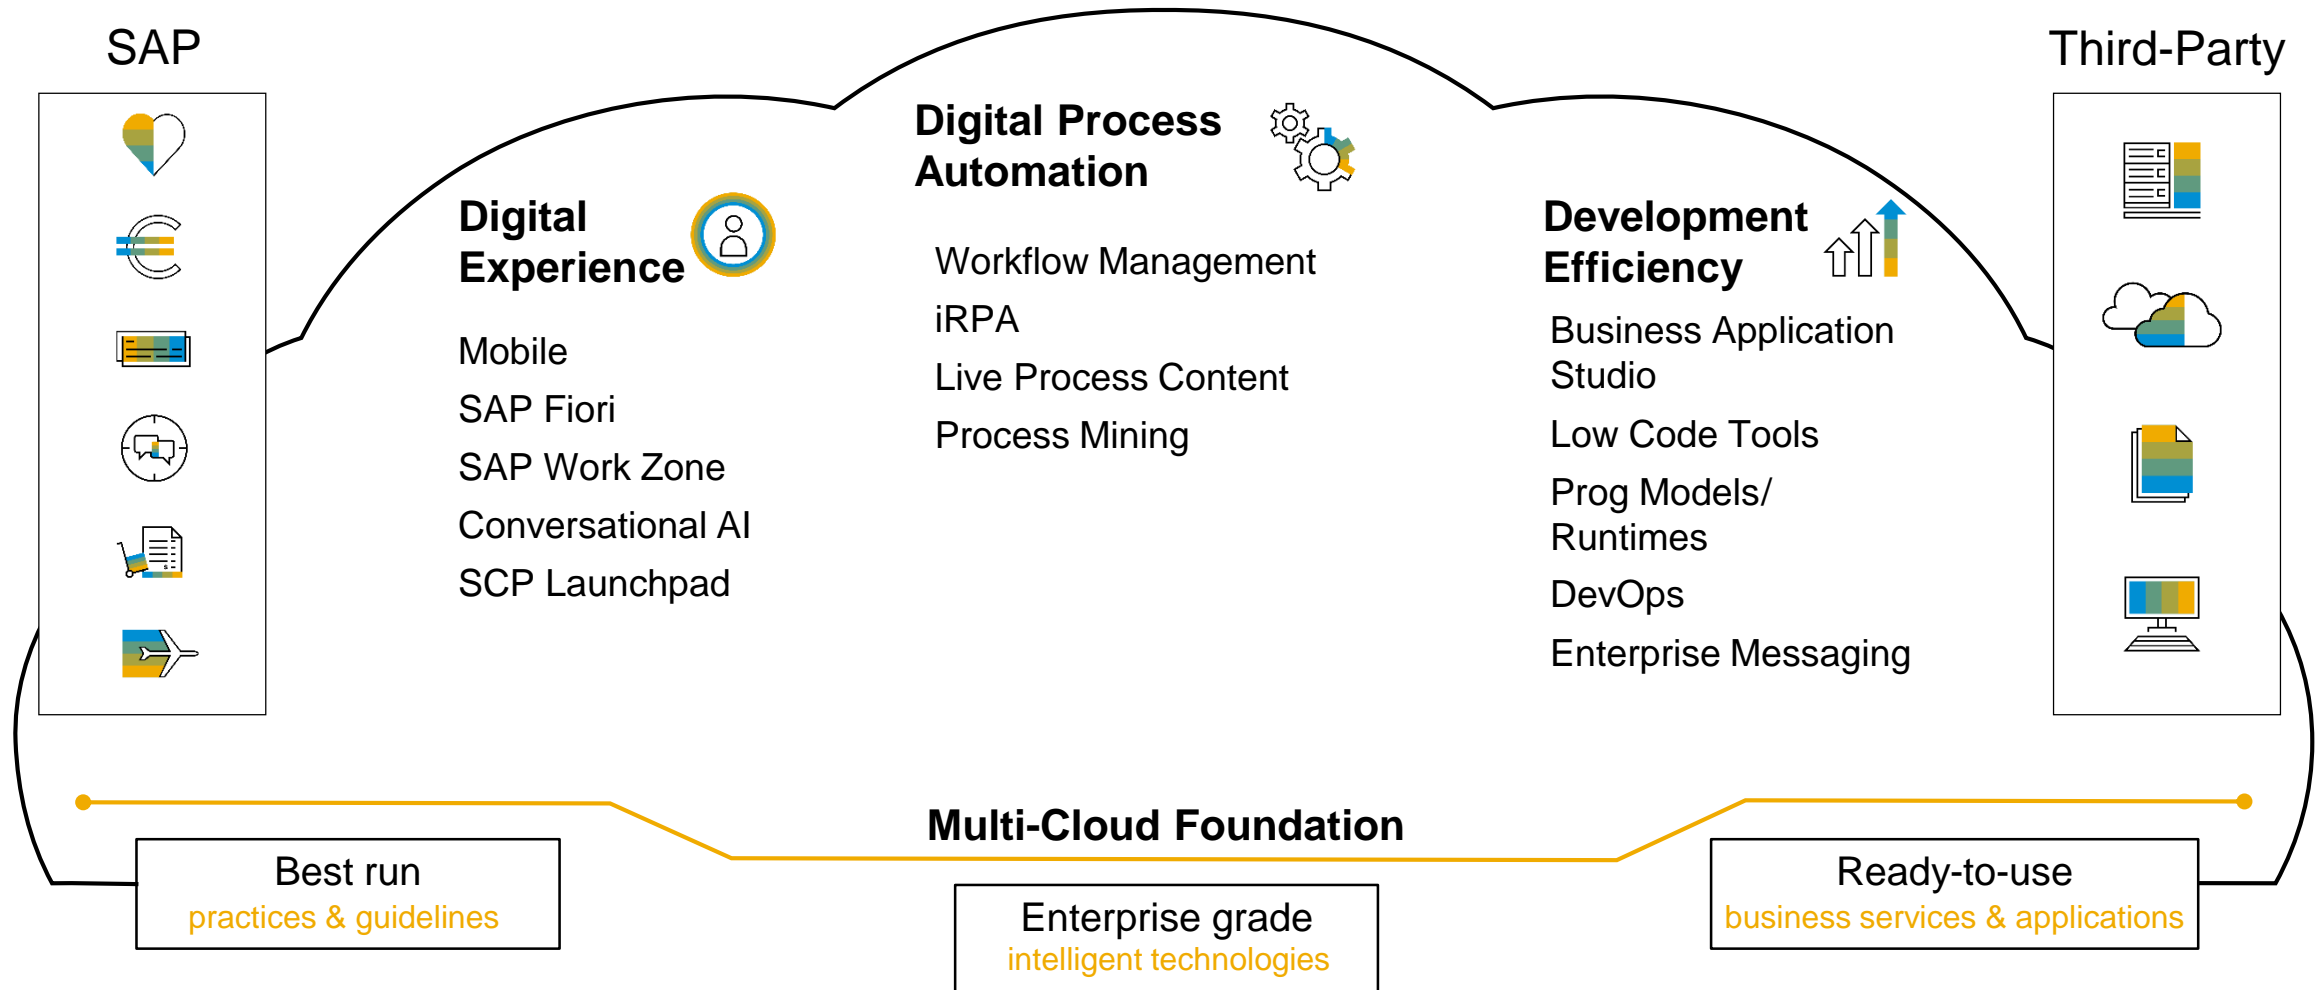 SAP
Third-Party
Digital
Experience
Mobile
SAP Fiori
SAP Work Zone
Conversational AI
SCP Launchpad
Digital Process
Automation
Workflow Management
iRPA
Live Process Content
Process Mining
Development
Efficiency
Business Application
Studio
Low Code Tools
Prog Models/
Runtimes
DevOps
Enterprise Messaging
Multi-Cloud Foundation
Best run
practices & guidelines
Enterprise grade
intelligent technologies
Ready-to-use
business services & applications